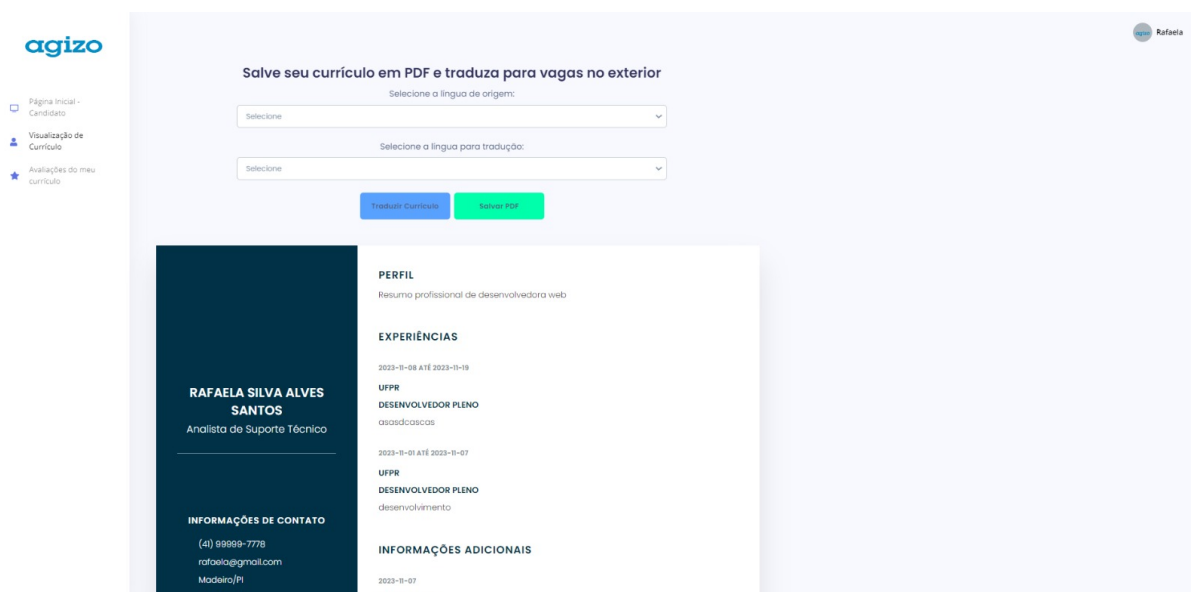 agizo
agizo
Rafaela
Página Inicial -
Candidato
Visualização de
Currículo
Avaliações do meu
currículo
Salve seu currículo em PDF e traduza para vagas no exterior
Selecione a língua de origem:
Selecione
Selecione a língua para tradução:
Selecione
Traduzir Currículo
Salvar PDF
RAFAELA SILVA ALVES
SANTOS
Analista de Suporte Técnico
INFORMAÇÕES DE CONTATO
(41) 99999-7778
rafaela@gmail.com
Madeiro/PI
PERFIL
Resumo profissional de desenvolvedora web
EXPERIÊNCIAS
2023-11-08 ATÉ 2023-11-19
UFPR
DESENVOLVEDOR PLENO
asasdcascas
2023-11-01 ATÉ 2023-11-07
UFPR
DESENVOLVEDOR PLENO
desenvolvimento
INFORMAÇÕES ADICIONAIS
2023-11-07